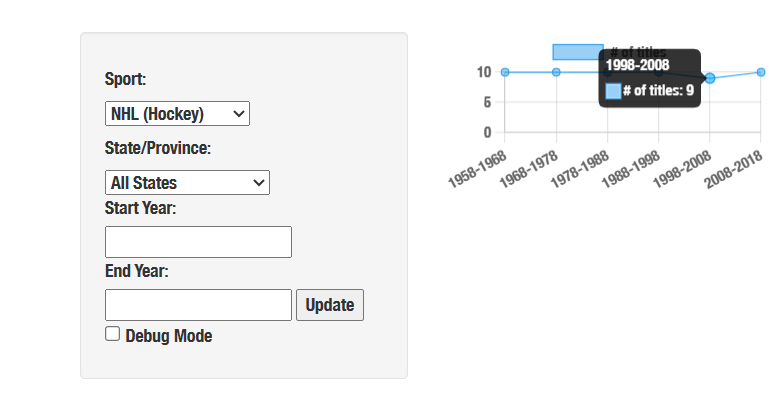 Sport:
NHL (Hockey)
State/Province:
All States
Start Year:
End Year:
Update
Debug Mode
# of titles
1998-2008
# of titles: 9
10
5
0
1958-1968
1968-1978
1978-1988
1988-1998
1998-2008
2008-2018